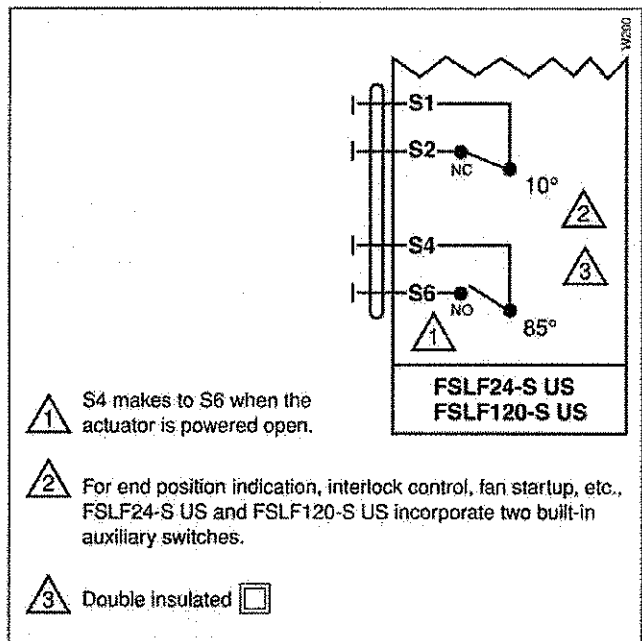 W290
S1
S2
NC
10°
2
3
S4
S6
NO
85°
1
FSLF24-S US
FSLF120-S US
1 S4 makes to S6 when the
actuator is powered open.
2 For end position indication, interlock control, fan startup, etc.,
FSLF24-S US and FSLF120-S US incorporate two built-in
auxiliary switches.
3 Double insulated